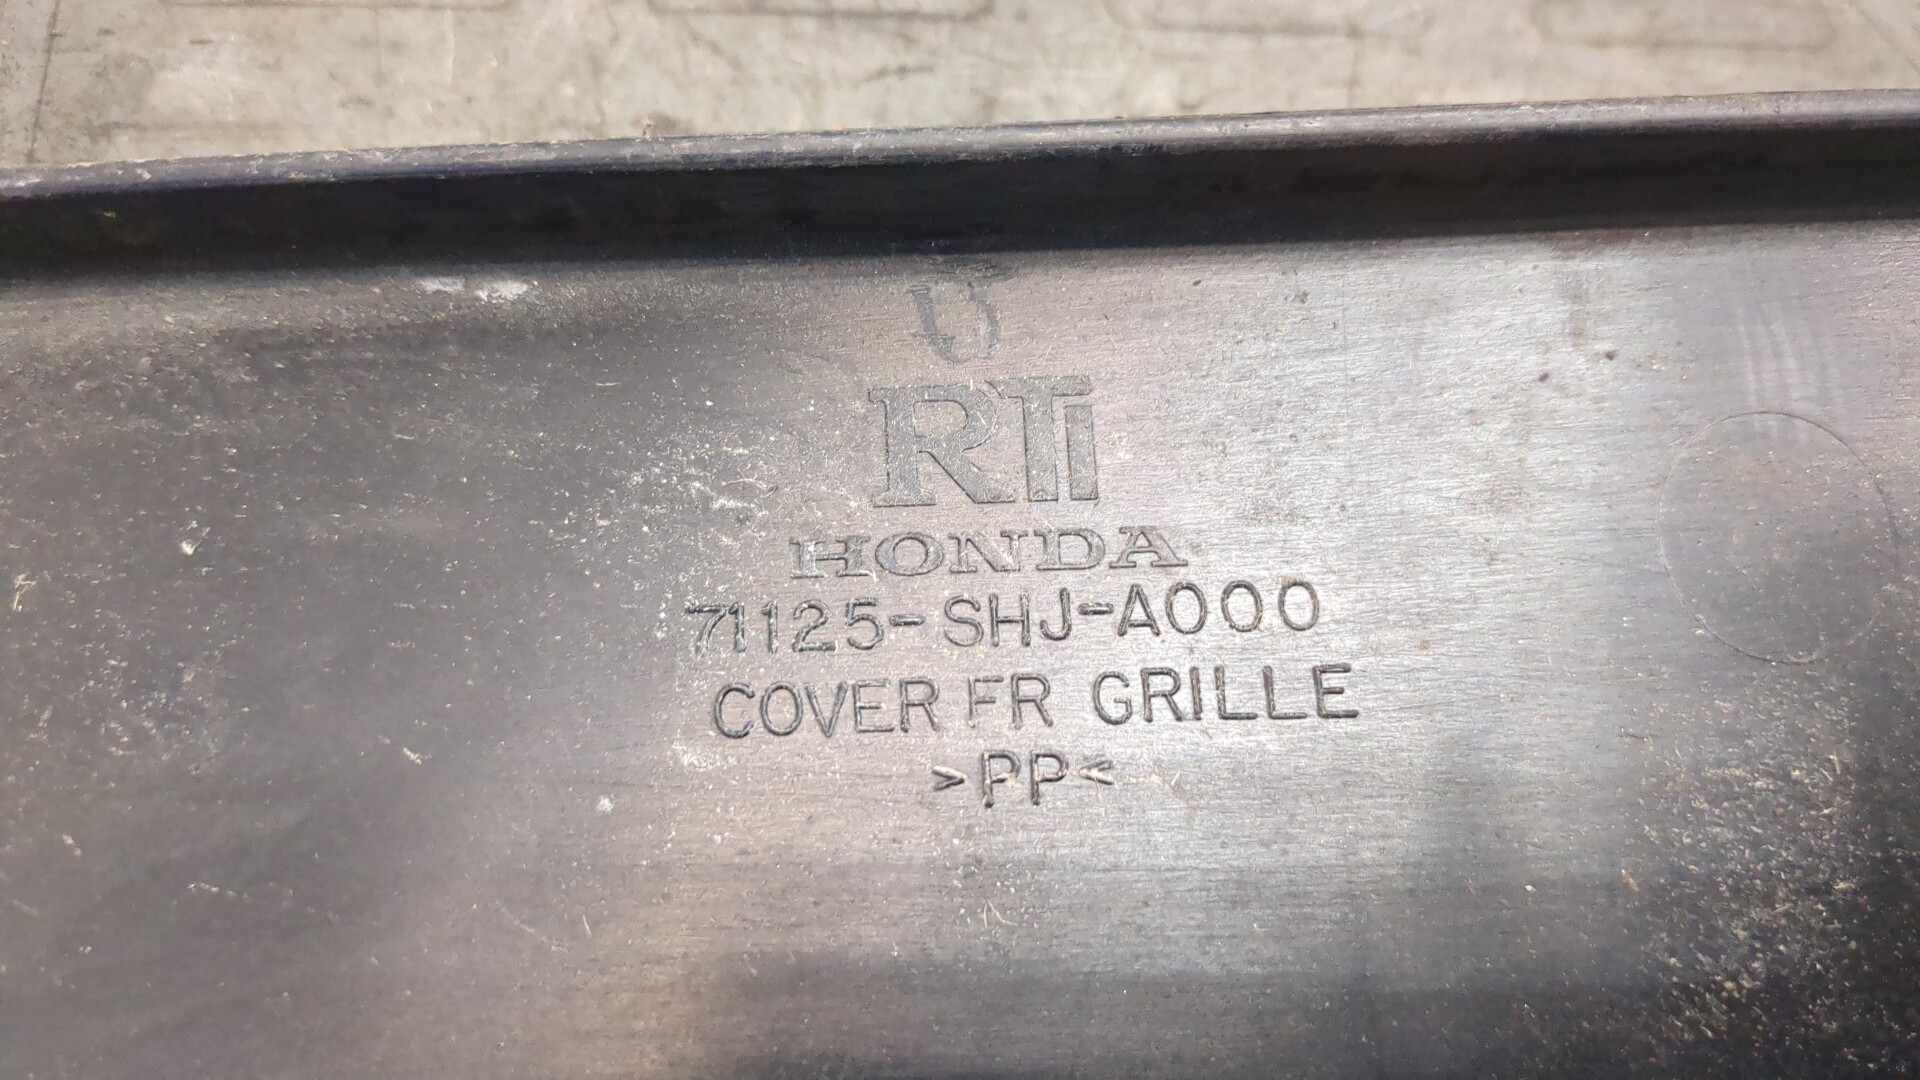 RTi
HONDA
71125-SHJ-A000
COVER FR GRILLE
>PP<